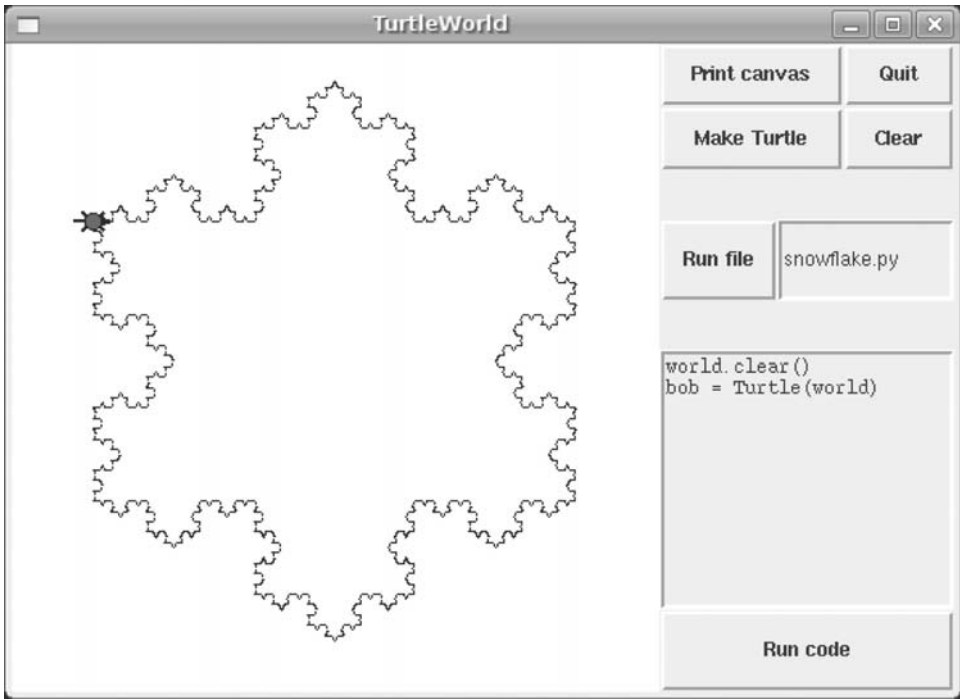 TurtleWorld
Print canvas
Quit
Make Turtle
Clear
Run file
snowflake.py
world.clear()
bob = Turtle(world)
Run code